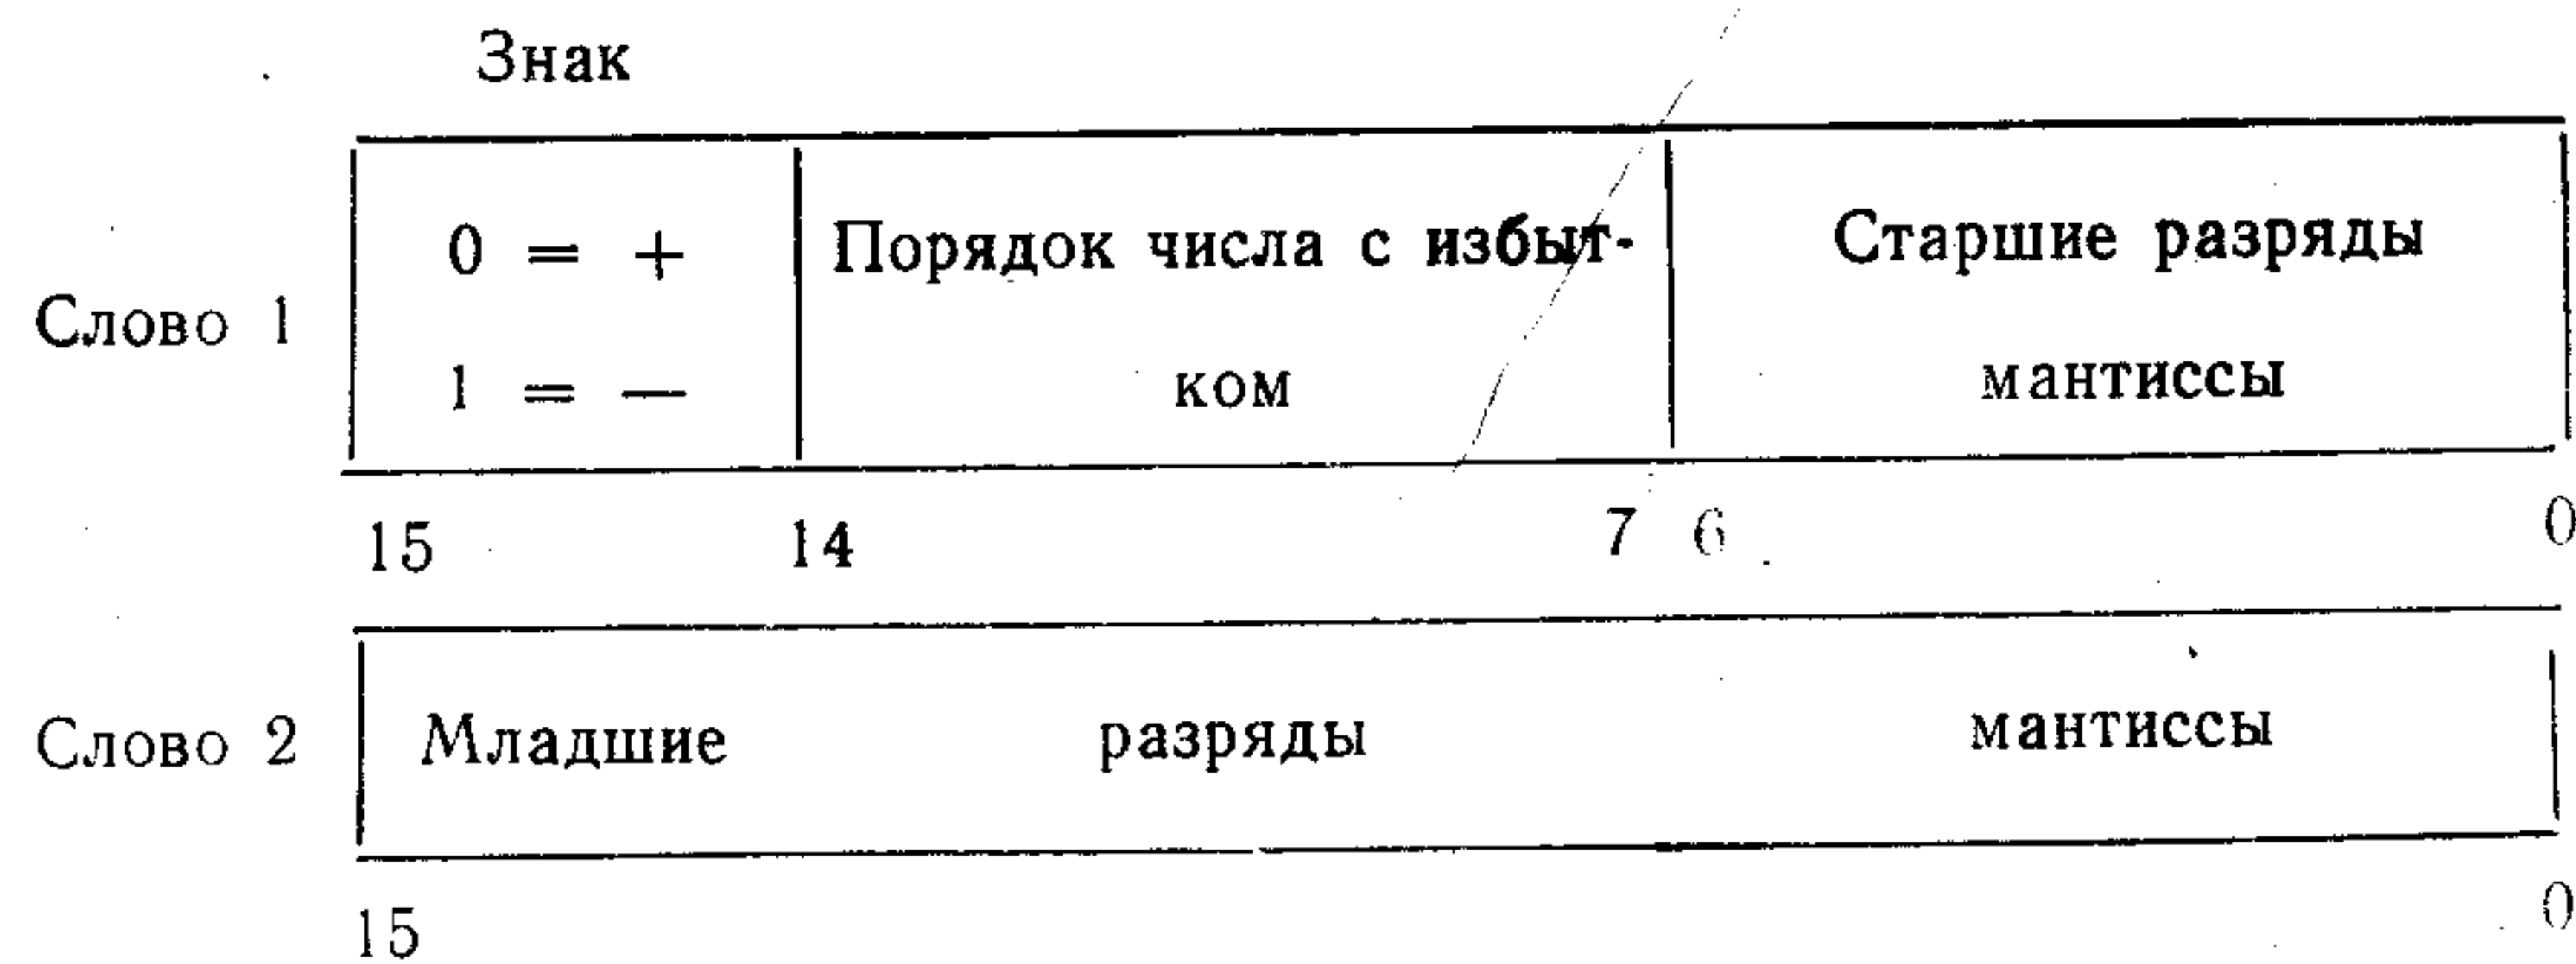 Знак
0 = + Порядок числа с избыт- Старшие разряды
Слово 1
1 = — ком мантиссы
15 14 7 6 0
Слово 2 Младшие разряды мантиссы
15 0